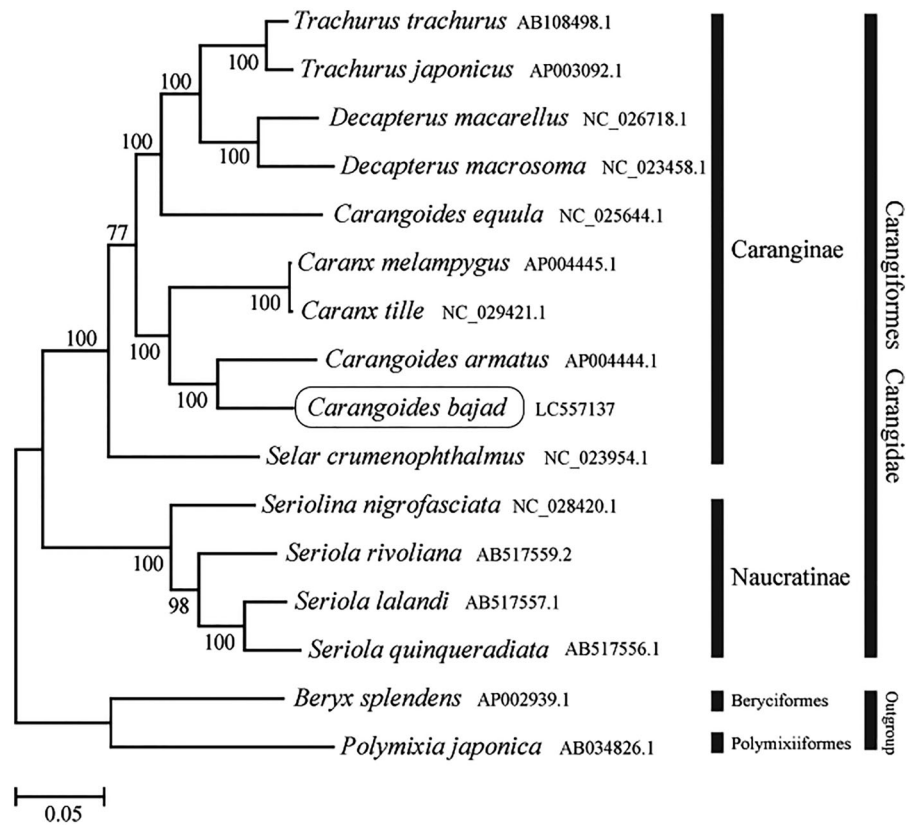 Trachurus trachurus AB108498.1
100
Trachurus japonicus AP003092.1
100
Decapterus macarellus NC_026718.1
100
100
Decapterus macrosoma NC_023458.1
Carangoides equula NC_025644.1
77
Caranx melampygus AP004445.1
100
Caranx tille NC_029421.1
100
100
Carangoides armatus AP004444.1
100
Carangoides bajad LC557137
Selar crumenophthalmus NC_023954.1
Seriolina nigrofasciata NC_028420.1
100
Seriola rivoliana AB517559.2
98
Seriola lalandi AB517557.1
100
Seriola quinqueradiata AB517556.1
Beryx splendens AP002939.1
Polymixia japonica AB034826.1
Caranginae
Naucratinae
Beryciformes
Polymixiiformes
Carangiformes Carangidae
Outgroup
0.05